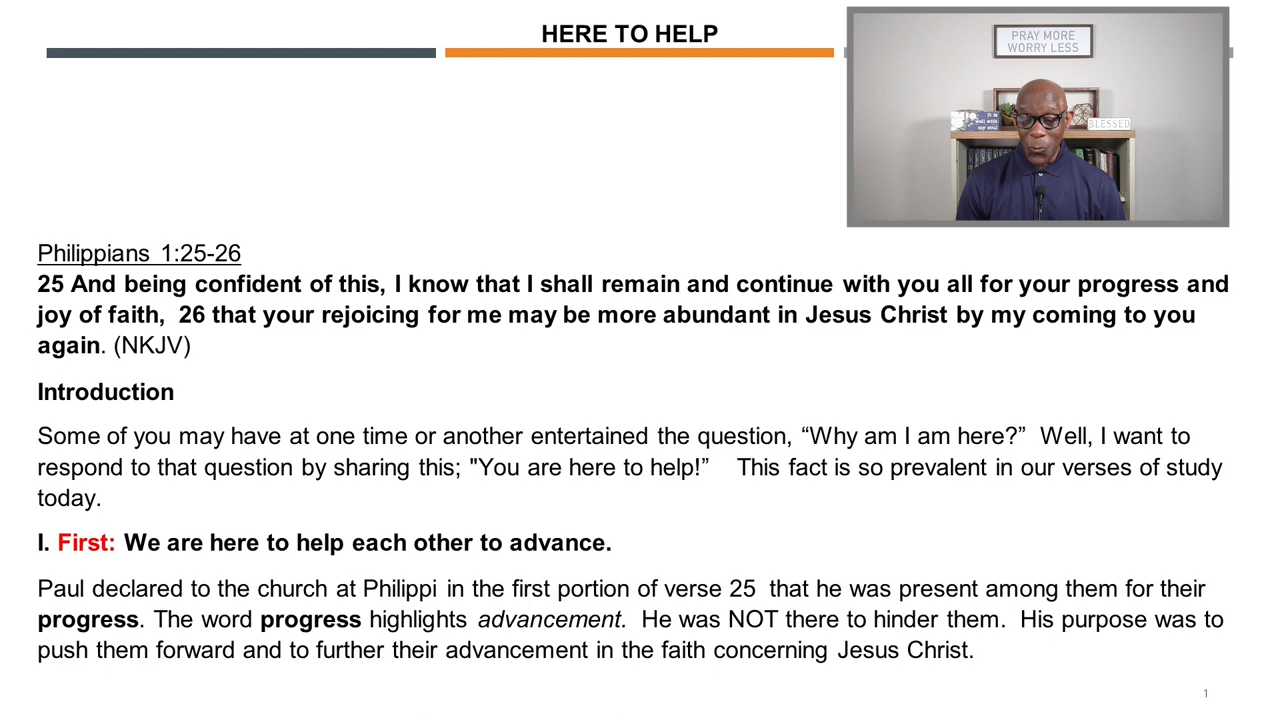 HERE TO HELP
PRAY MORE
WORRY LESS
it is
well with
my soul
BLESSED
Philippians 1:25-26
25 And being confident of this, I know that I shall remain and continue with you all for your progress and
joy of faith,  26 that your rejoicing for me may be more abundant in Jesus Christ by my coming to you
again. (NKJV)
Introduction
Some of you may have at one time or another entertained the question, “Why am I am here?”  Well, I want to
respond to that question by sharing this; "You are here to help!”    This fact is so prevalent in our verses of study
today.
I. First: We are here to help each other to advance.
Paul declared to the church at Philippi in the first portion of verse 25  that he was present among them for their
progress. The word progress highlights advancement.  He was NOT there to hinder them.  His purpose was to
push them forward and to further their advancement in the faith concerning Jesus Christ.
1